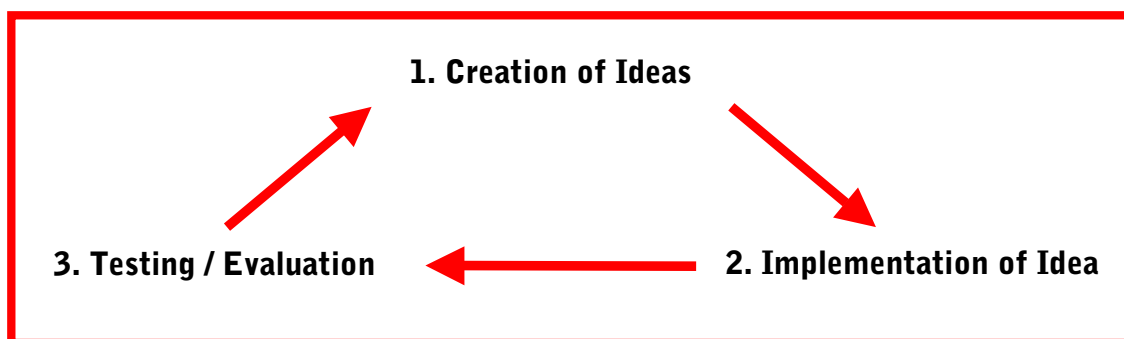 1. Creation of Ideas
2. Implementation of Idea
3. Testing / Evaluation